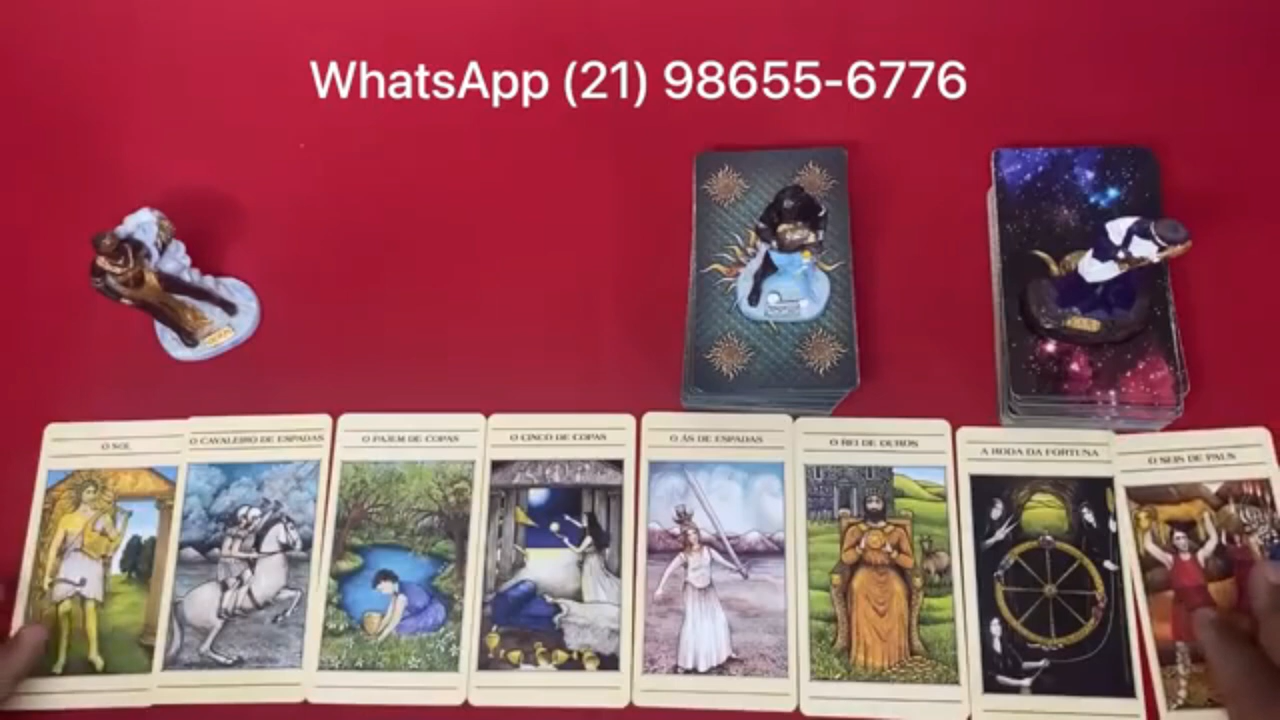 WhatsApp (21) 98655-6776
O SOL
O CAVALEIRO DE ESPADAS
O PAJEM DE COPAS
O CINCO DE COPAS
O ÁS DE ESPADAS
O REI DE OUROS
A RODA DA FORTUNA
O SEIS DE PAUS